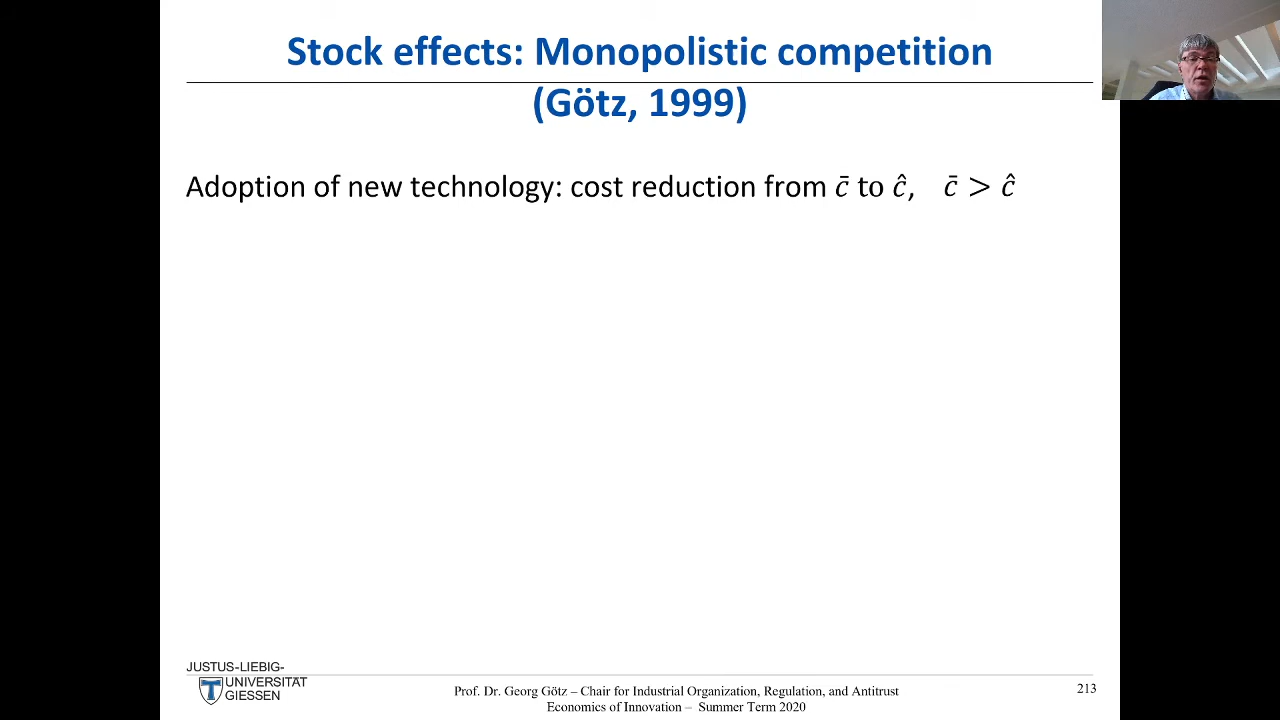 Stock effects: Monopolistic competition
(Götz, 1999)
Adoption of new technology: cost reduction from c̄ to ĉ, c̄ > ĉ
JUSTUS-LIEBIG-
UNIVERSITÄT
GIESSEN
Prof. Dr. Georg Götz – Chair for Industrial Organization, Regulation, and Antitrust
Economics of Innovation – Summer Term 2020
213